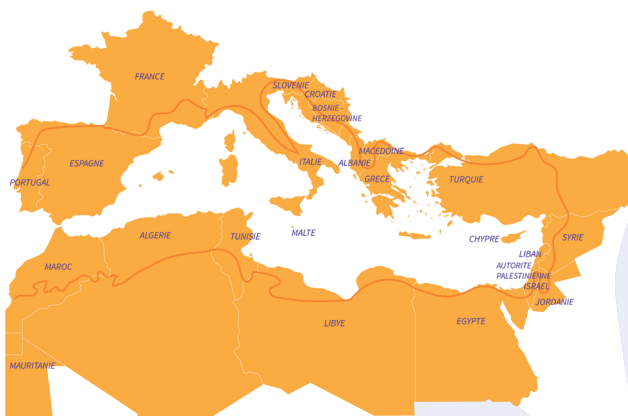 FRANCE
SLOVENIE
CROATIE
BOSNIE -
HERZEGOVINE
MACEDOINE
ITALIE
ALBANIE
ESPAGNE
GRECE
TURQUIE
PORTUGAL
ALGERIE
TUNISIE
MALTE
CHYPRE
SYRIE
LIBAN
MAROC
AUTORITE
PALESTINIENNE
ISRAEL
JORDANIE
LIBYE
EGYPTE
MAURITANIE